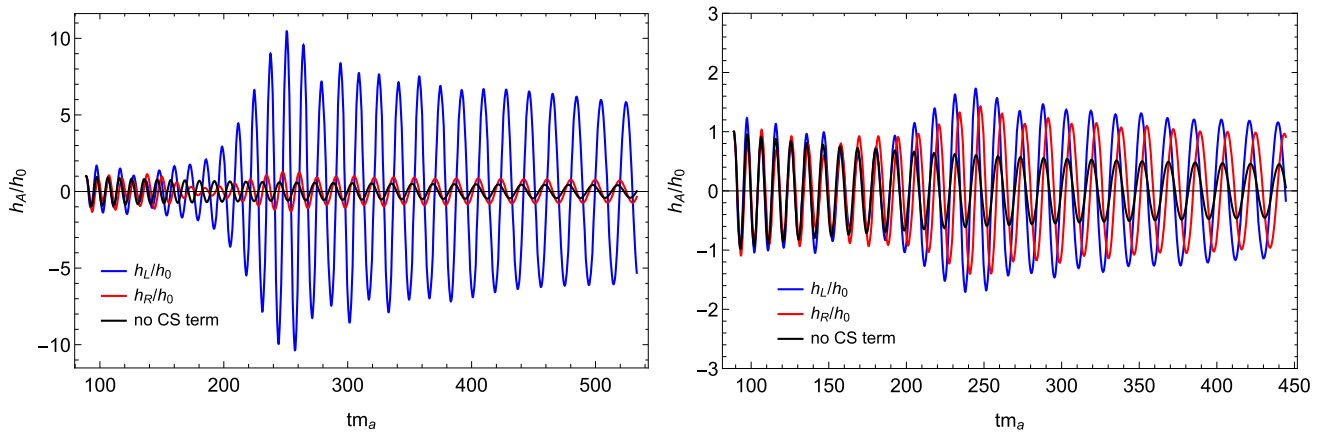 10
5
0
−5
−10
h_A/h_0
h_L/h_0
h_R/h_0
no CS term
100 200 300 400 500
tm_a
3
2
1
0
−1
−2
−3
h_A/h_0
h_L/h_0
h_R/h_0
no CS term
100 150 200 250 300 350 400 450
tm_a